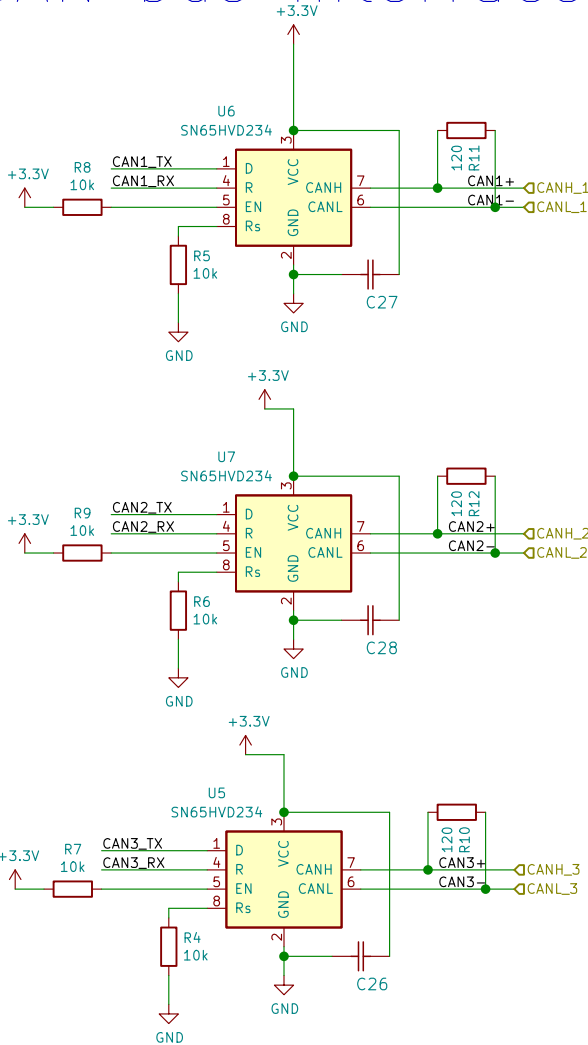 +3.3V
U6
SN65HVD234
R8
10k
+3.3V
CAN1_TX
CAN1_RX
1
4
5
8
D
R
EN
Rs
3
VCC
GND
2
CANH
CANL
7
6
120
R11
CAN1+
CAN1-
CANH_1
CANL_1
R5
10k
GND
GND
C27
+3.3V
U7
SN65HVD234
R9
10k
+3.3V
CAN2_TX
CAN2_RX
1
4
5
8
D
R
EN
Rs
3
VCC
GND
2
CANH
CANL
7
6
120
R12
CAN2+
CAN2-
CANH_2
CANL_2
R6
10k
GND
GND
C28
+3.3V
U5
SN65HVD234
R7
10k
+3.3V
CAN3_TX
CAN3_RX
1
4
5
8
D
R
EN
Rs
3
VCC
GND
2
CANH
CANL
7
6
120
R10
CAN3+
CAN3-
CANH_3
CANL_3
R4
10k
GND
GND
C26